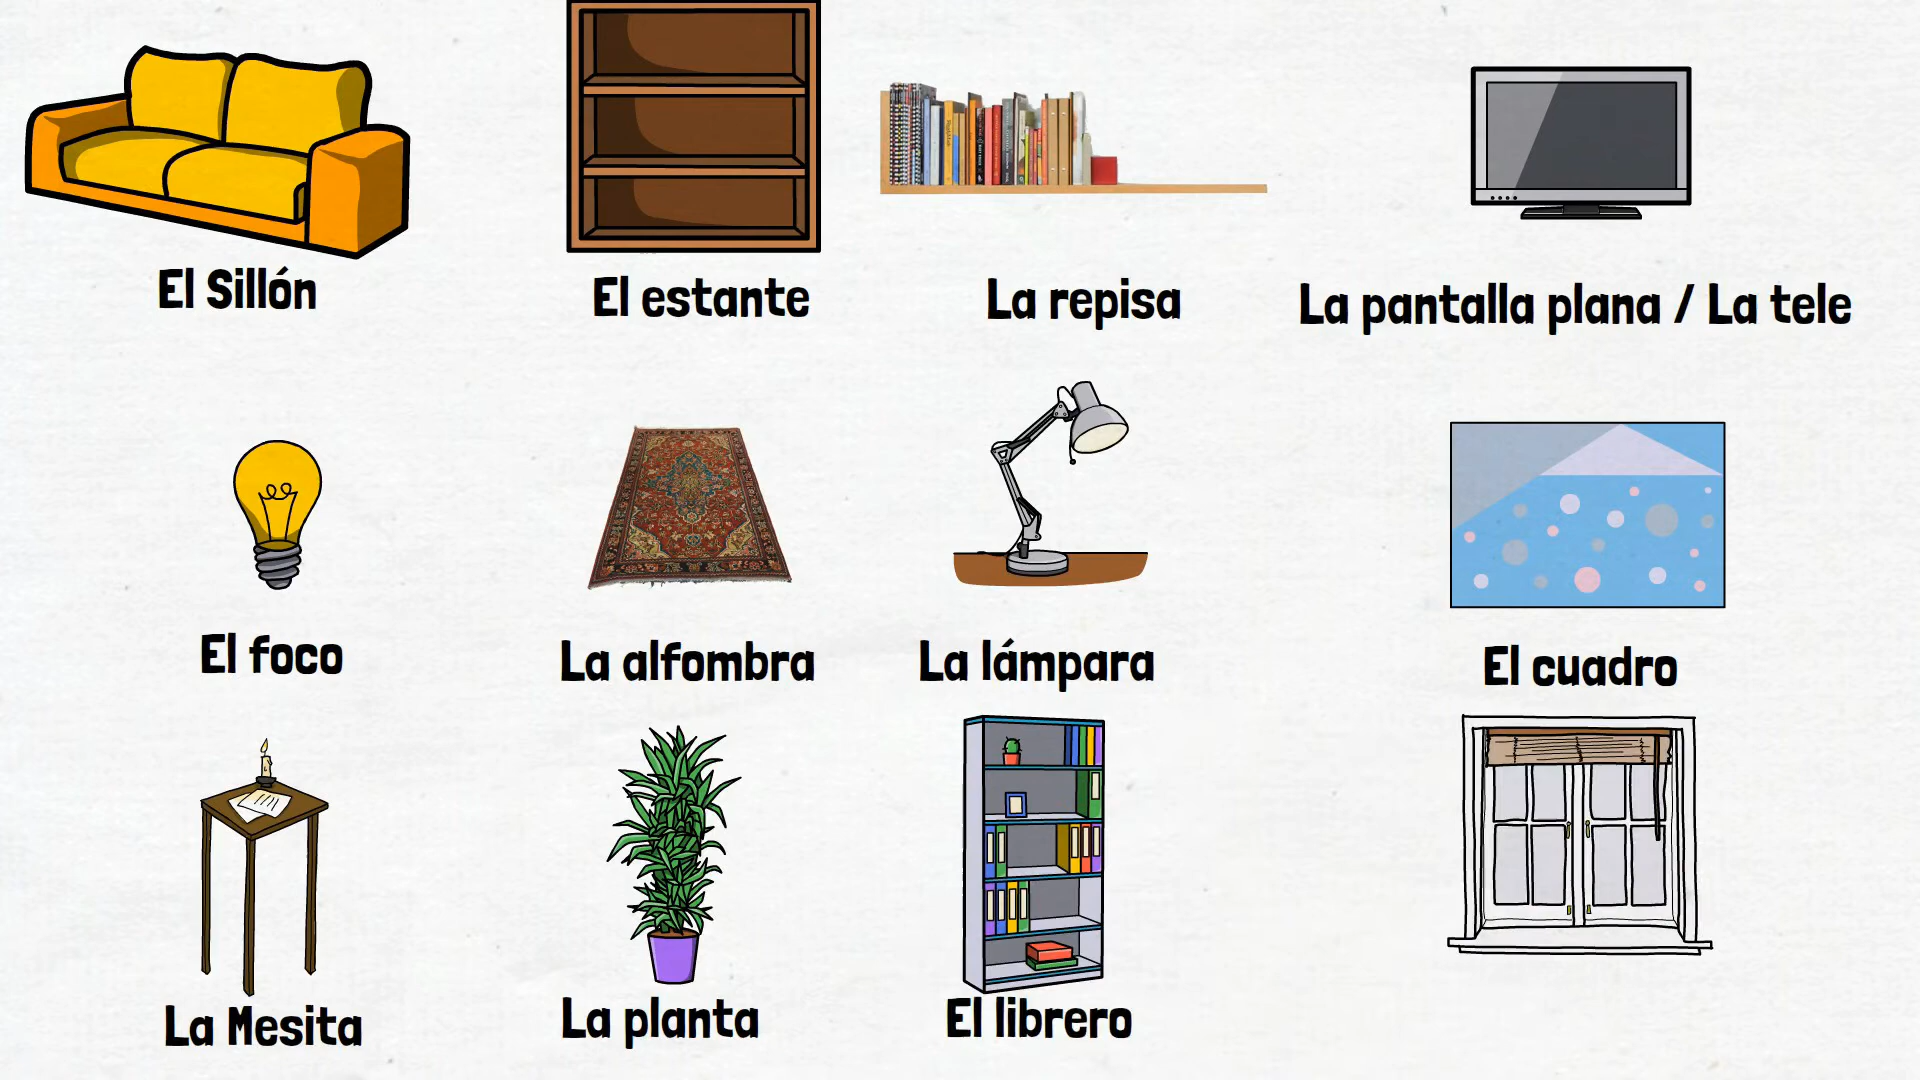 El Sillón
El estante
La repisa
La pantalla plana / La tele
El foco
La alfombra
La lámpara
El cuadro
La Mesita
La planta
El librero